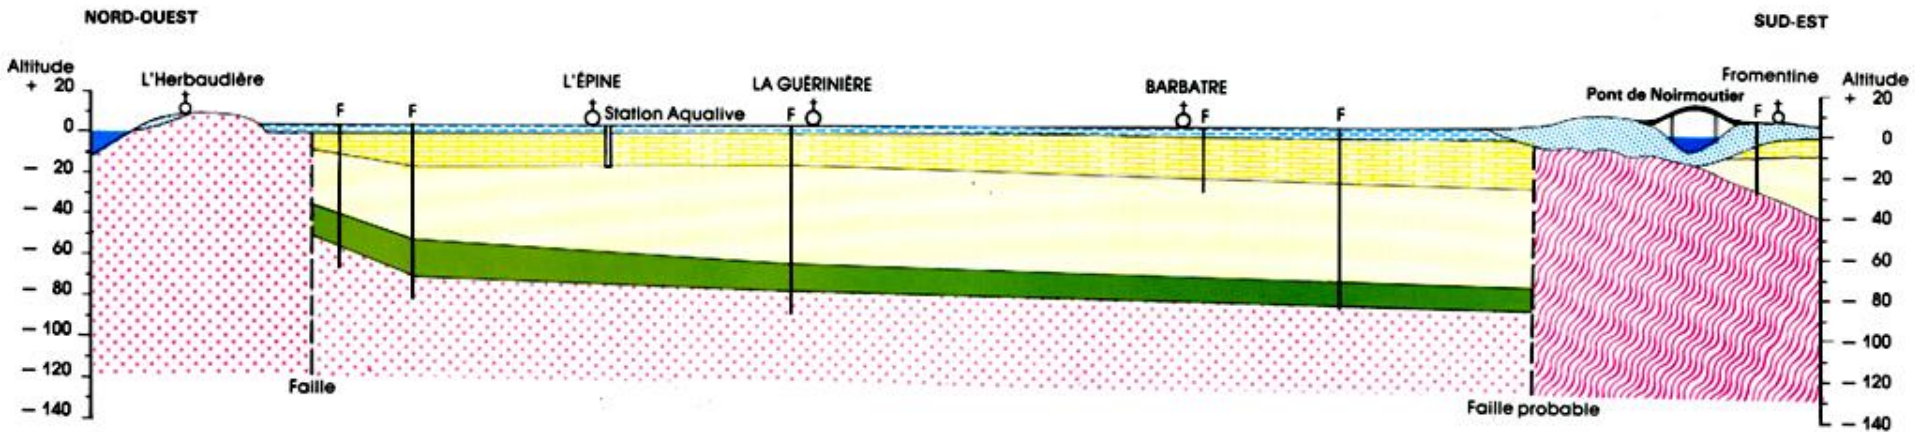 NORD-OUEST
SUD-EST
Altitude
+ 20
0
– 20
– 40
– 60
– 80
– 100
– 120
– 140
L'Herbaudière
F
F
L'ÉPINE
Station Aqualive
LA GUÉRINIÈRE
F
BARBATRE
F
F
Pont de Noirmoutier
Fromentine
F
Altitude
+ 20
0
– 20
– 40
– 60
– 80
– 100
– 120
– 140
Faille
Faille probable